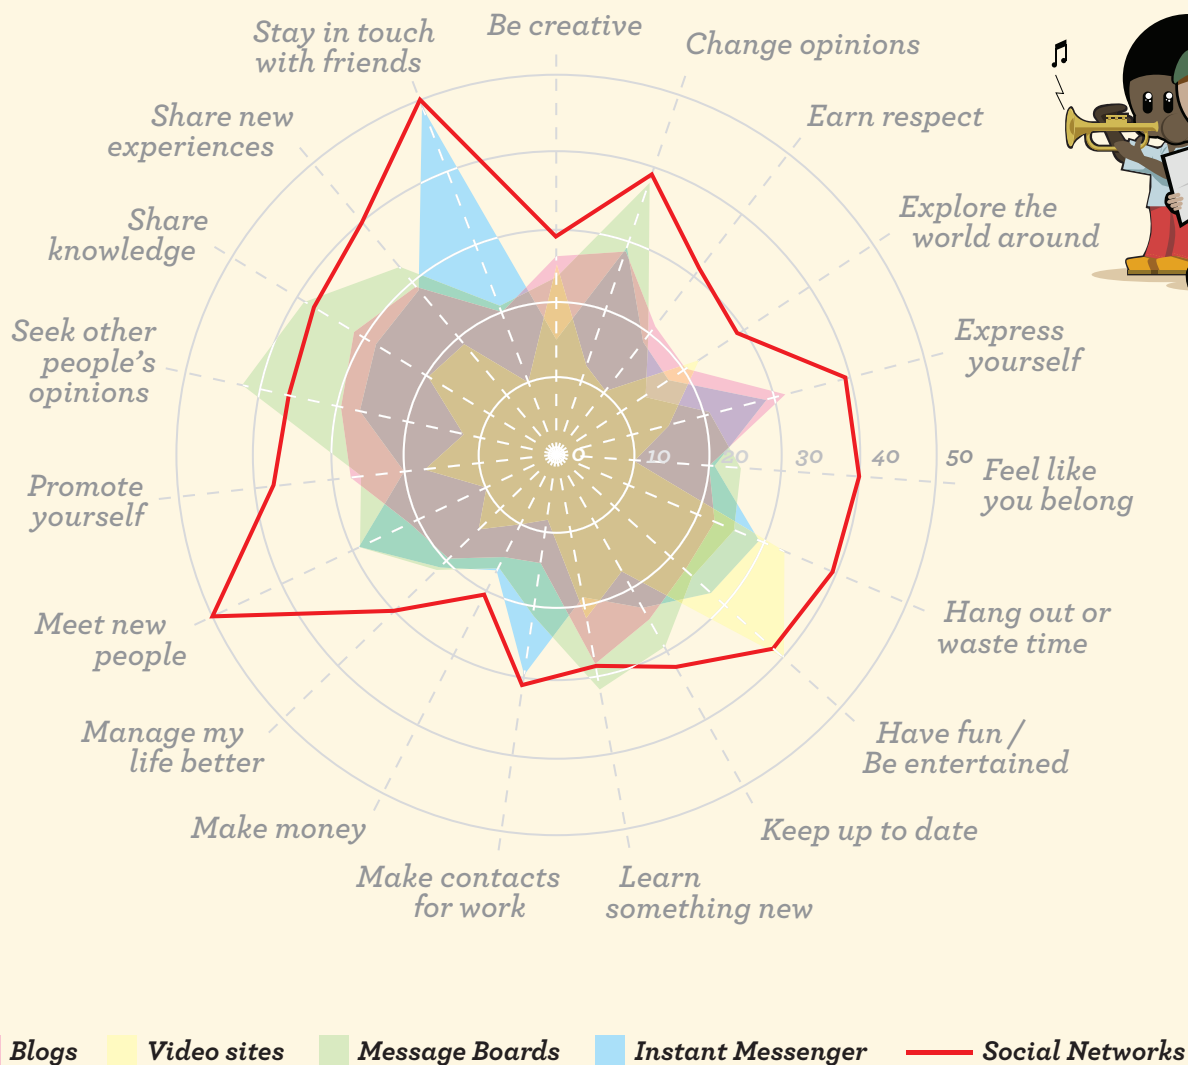 Be creative
Change opinions
Earn respect
Explore the
world around
Express
yourself
Feel like
you belong
Hang out or
waste time
Have fun /
Be entertained
Keep up to date
Learn
something new
Make contacts
for work
Make money
Manage my
life better
Meet new
people
Promote
yourself
Seek other
people's
opinions
Share
knowledge
Share new
experiences
Stay in touch
with friends
0 10 20 30 40 50
Blogs Video sites Message Boards Instant Messenger Social Networks